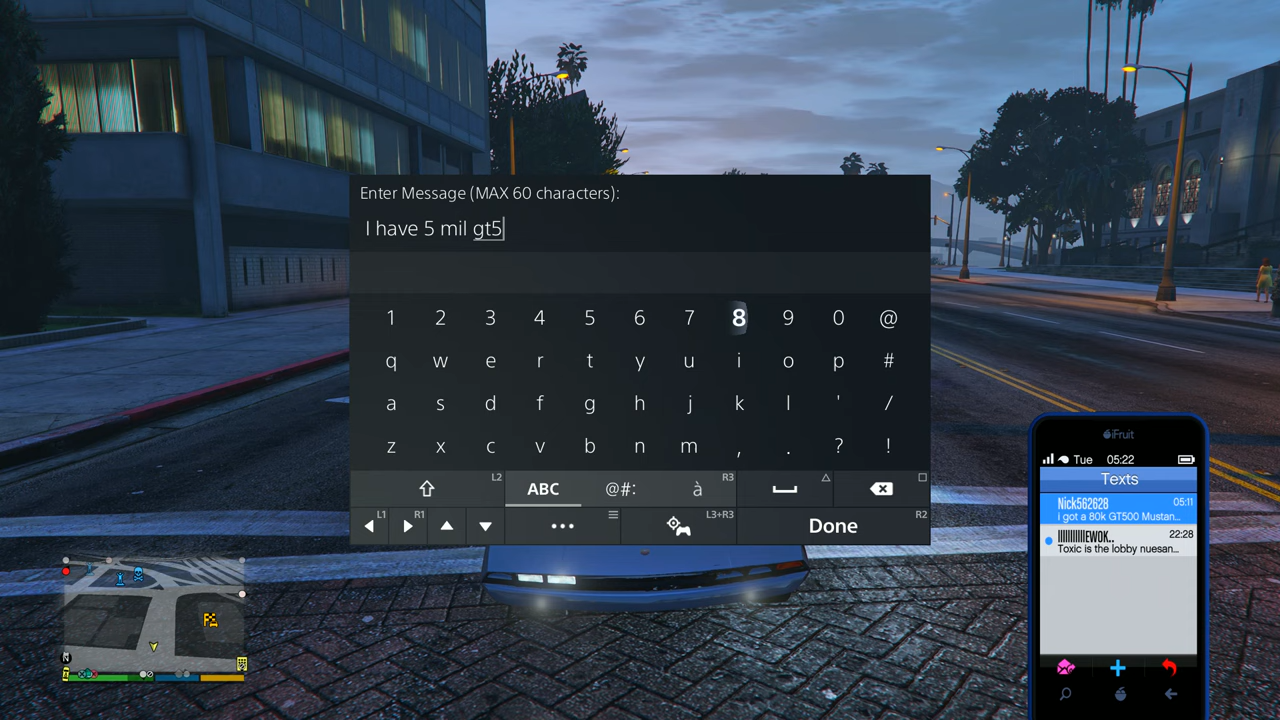 Enter Message (MAX 60 characters):
I have 5 mil gt5
1 2 3 4 5 6 7 8 9 0 @
q w e r t y u i o p #
a s d f g h j k l ' /
z x c v b n m , . ? !
L2 ABC @#: à R3
L1 R1 ... L3+R3 Done R2
iFruit
Tue 05:22
Texts
Nick562628 05:11
i got a 80k GT500 Mustan...
IIIIIIIIIIEWOK.. 22:28
Toxic is the lobby nuesan...
N